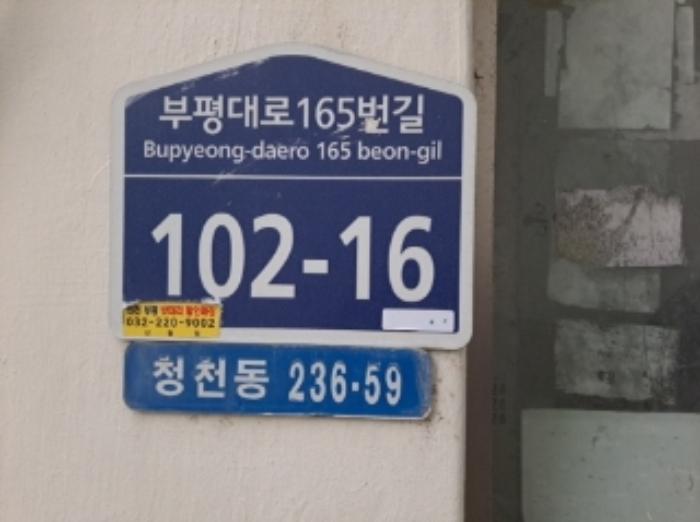 부평대로165번길
Bupyeong-daero 165 beon-gil
102-16
032-220-9002
청천동 236-59